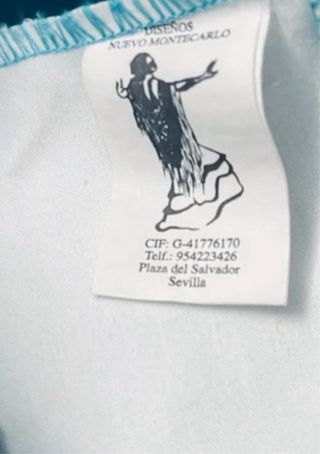 DISEÑOS
NUEVO MONTECARLO
CIF: G-41776170
Telf.: 954223426
Plaza del Salvador
Sevilla